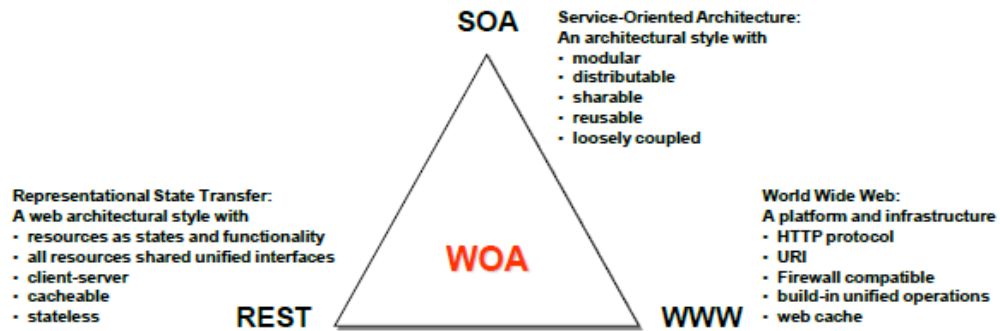 SOA
Service-Oriented Architecture:
An architectural style with
• modular
• distributable
• sharable
• reusable
• loosely coupled
Representational State Transfer:
A web architectural style with
• resources as states and functionality
• all resources shared unified interfaces
• client-server
• cacheable
• stateless
REST
WOA
World Wide Web:
A platform and infrastructure
• HTTP protocol
• URI
• Firewall compatible
• build-in unified operations
• web cache
WWW